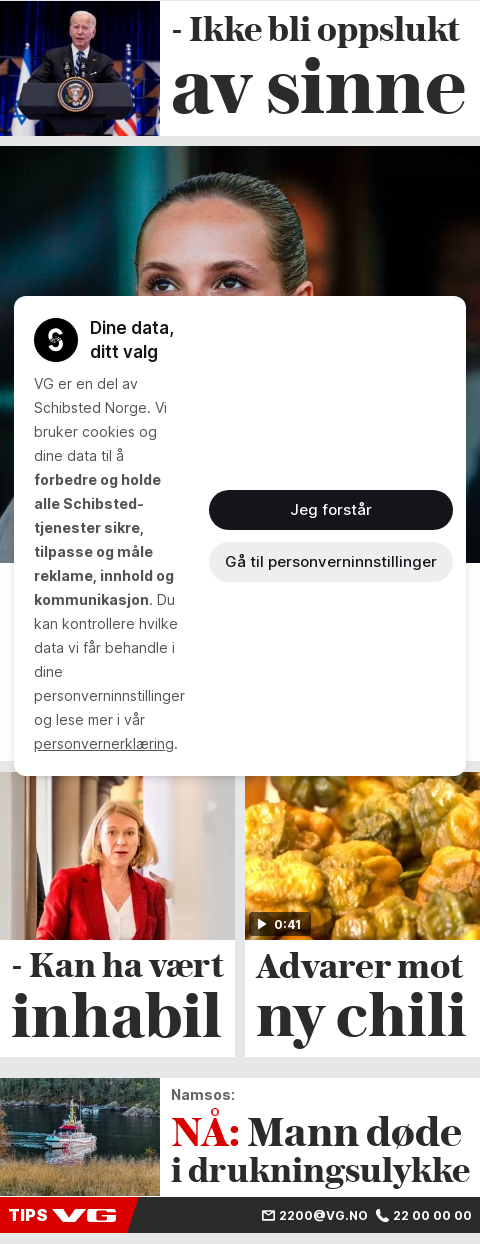 - Ikke bli oppslukt
av sinne
Dine data,
ditt valg
VG er en del av
Schibsted Norge. Vi
bruker cookies og
dine data til å
forbedre og holde
alle Schibsted-
tjenester sikre,
tilpasse og måle
reklame, innhold og
kommunikasjon. Du
kan kontrollere hvilke
data vi får behandle i
dine
personverninnstillinger
og lese mer i vår
personvernerklæring.
Jeg forstår
Gå til personverninnstillinger
- Kan ha vært
inhabil
0:41
Advarer mot
ny chili
Namsos:
NÅ: Mann døde
i drukningsulykke
TIPS VG
2200@VG.NO 22 00 00 00